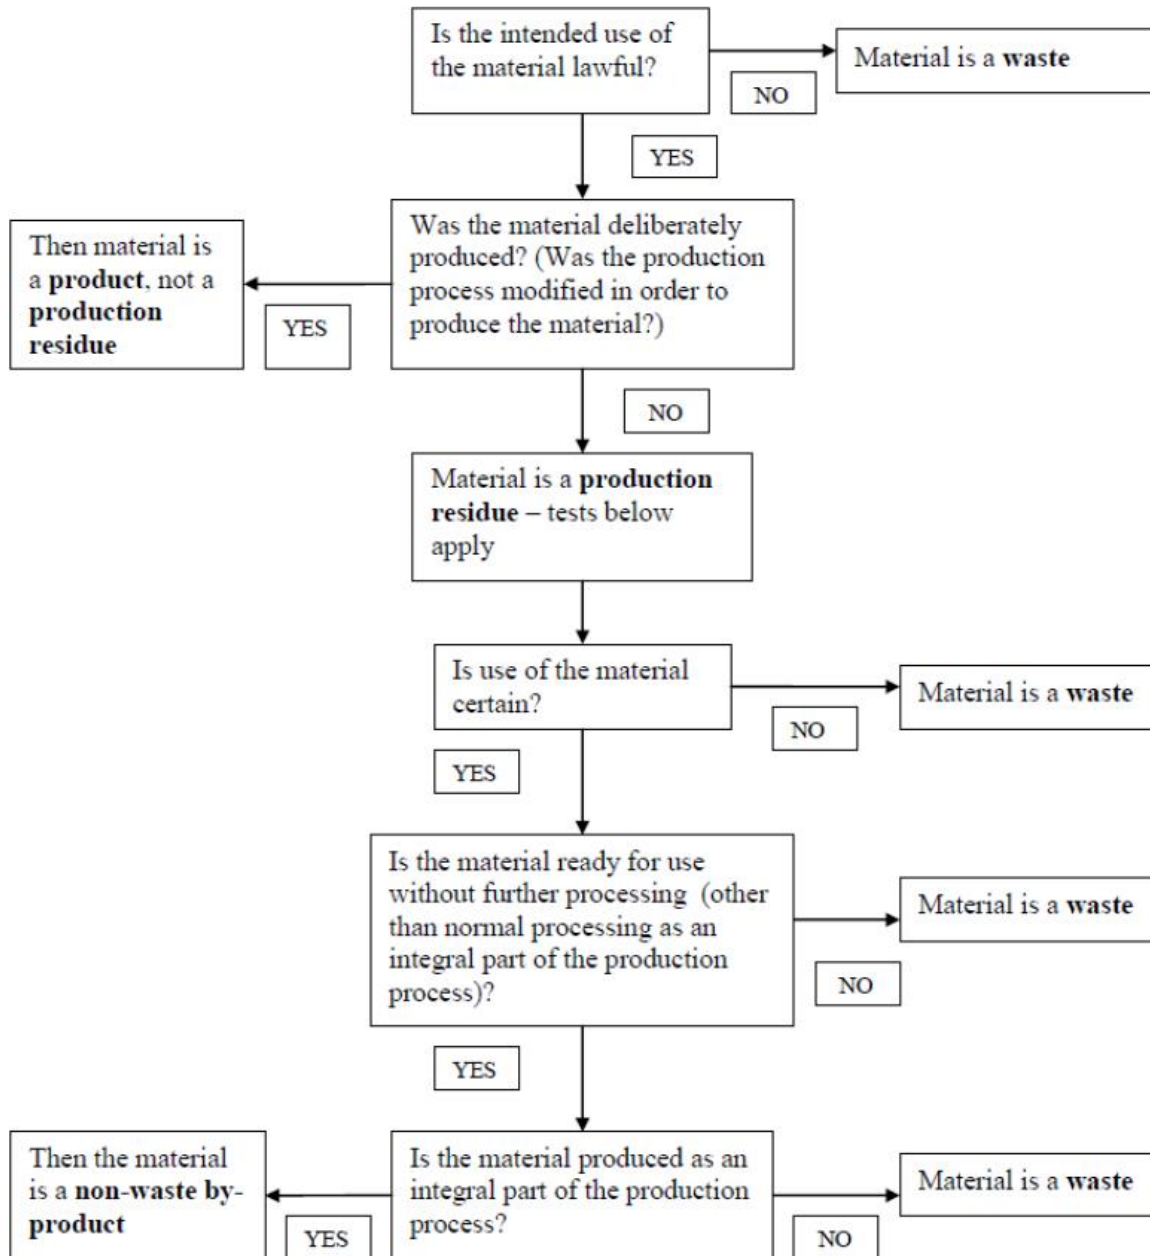 Is the intended use of
the material lawful?
Material is a waste
NO
YES
Was the material deliberately
produced? (Was the production
process modified in order to
produce the material?)
Then material is
a product, not a
production
residue
YES
NO
Material is a production
residue – tests below
apply
Is use of the material
certain?
Material is a waste
NO
YES
Is the material ready for use
without further processing (other
than normal processing as an
integral part of the production
process)?
Material is a waste
NO
YES
Then the material
is a non-waste by-
product
Is the material produced as an
integral part of the production
process?
Material is a waste
YES
NO